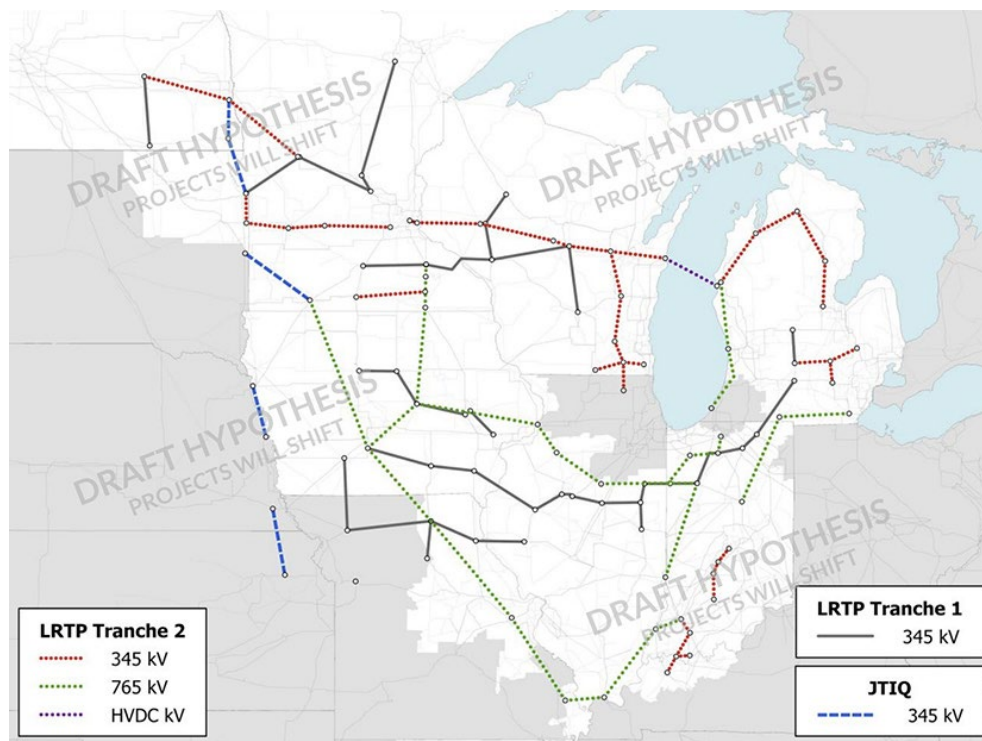 DRAFT HYPOTHESIS
PROJECTS WILL SHIFT
DRAFT HYPOTHESIS
PROJECTS WILL SHIFT
DRAFT HYPOTHESIS
PROJECTS WILL SHIFT
DRAFT HYPOTHESIS
PROJECTS WILL SHIFT
LRTP Tranche 2
345 kV
765 kV
HVDC kV
LRTP Tranche 1
345 kV
JTIQ
345 kV